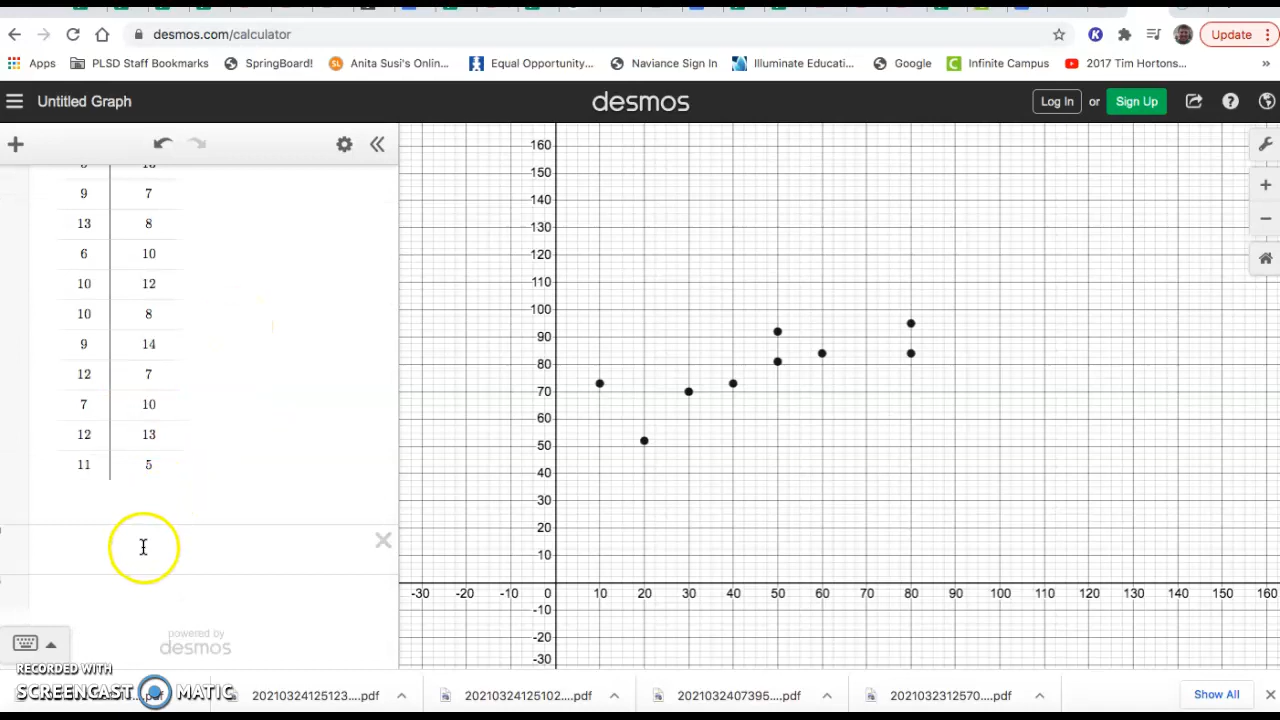 desmos.com/calculator
Update
Apps PLSD Staff Bookmarks SpringBoard! SL Anita Susi's Onlin... Equal Opportunity... Naviance Sign In Illuminate Educati... Google C Infinite Campus 2017 Tim Hortons... »
Untitled Graph desmos Log In or Sign Up
9 7
13 8
6 10
10 12
10 8
9 14
12 7
7 10
12 13
11 5
powered by
desmos
160
150
140
130
120
110
100
90
80
70
60
50
40
30
20
10
-30 -20 -10 0 10 20 30 40 50 60 70 80 90 100 110 120 130 140 150 160
-10
-20
-30
RECORDED WITH
SCREENCAST MATIC
20210324125123....pdf 20210324125102....pdf 2021032407395....pdf 2021032312570....pdf Show All